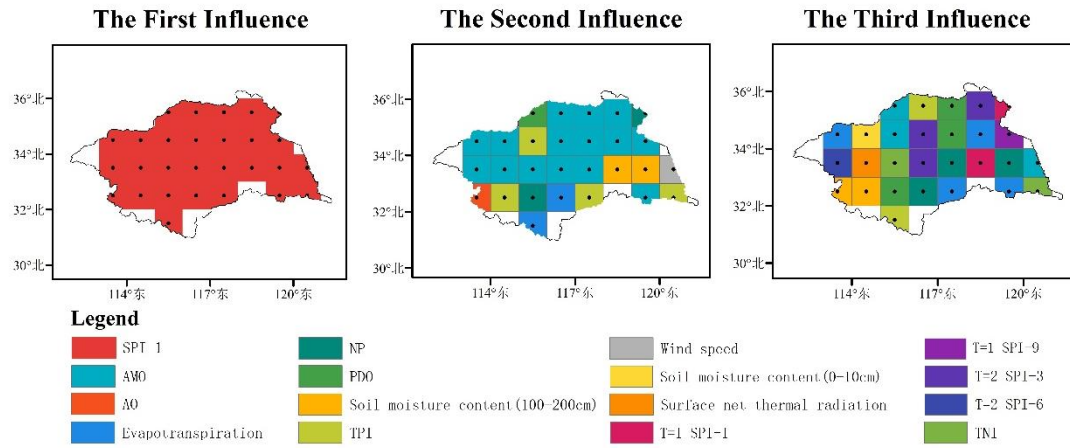 The First Influence
The Second Influence
The Third Influence
36°北
34°北
32°北
30°北
114°东
117°东
120°东
36°北
34°北
32°北
30°北
114°东
117°东
120°东
36°北
34°北
32°北
30°北
114°东
117°东
120°东
Legend
SPI 1
AMO
AO
Evapotranspiration
NP
PDO
Soil moisture content(100-200cm)
TPI
Wind speed
Soil moisture content(0-10cm)
Surface net thermal radiation
T=1 SPI-1
T=1 SPI-9
T=2 SPI-3
T=2 SPI-6
TNI